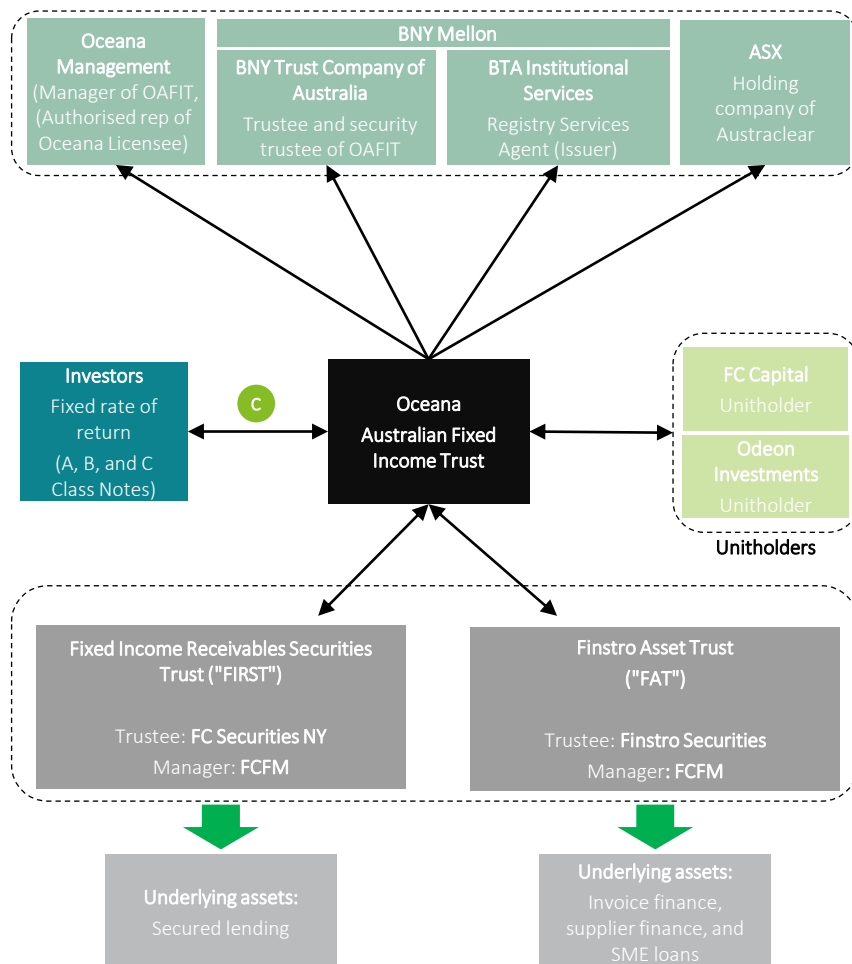 Oceana
Management
(Manager of OAFIT,
(Authorised rep of
Oceana Licensee)
BNY Mellon
BNY Trust Company of
Australia
Trustee and security
trustee of OAFIT
BTA Institutional
Services
Registry Services
Agent (Issuer)
ASX
Holding
company of
Austraclear
Investors
Fixed rate of
return
(A, B, and C
Class Notes)
C
Oceana
Australian Fixed
Income Trust
FC Capital
Unitholder
Odeon
Investments
Unitholder
Unitholders
Fixed Income Receivables Securities
Trust ("FIRST")
Trustee: FC Securities NY
Manager: FCFM
Finstro Asset Trust
("FAT")
Trustee: Finstro Securities
Manager: FCFM
Underlying assets:
Secured lending
Underlying assets:
Invoice finance,
supplier finance, and
SME loans